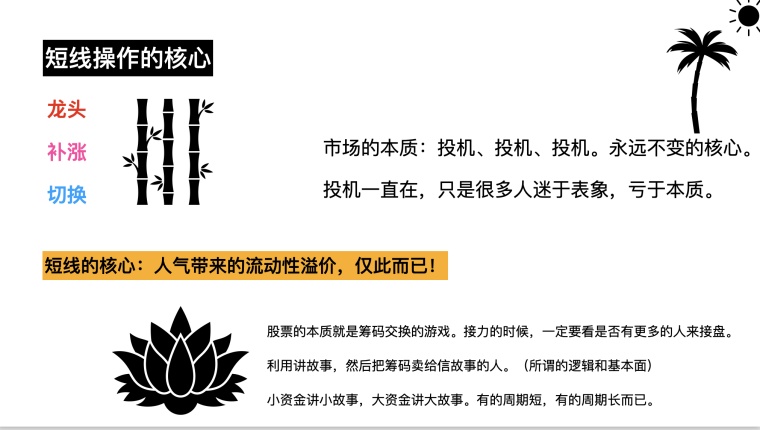 短线操作的核心
龙头
补涨
切换
市场的本质：投机、投机、投机。永远不变的核心。
投机一直在，只是很多人迷于表象，亏于本质。
短线的核心：人气带来的流动性溢价，仅此而已！
股票的本质就是筹码交换的游戏。接力的时候，一定要看是否有更多的人来接盘。
利用讲故事，然后把筹码卖给信故事的人。（所谓的逻辑和基本面）
小资金讲小故事，大资金讲大故事。有的周期短，有的周期长而已。